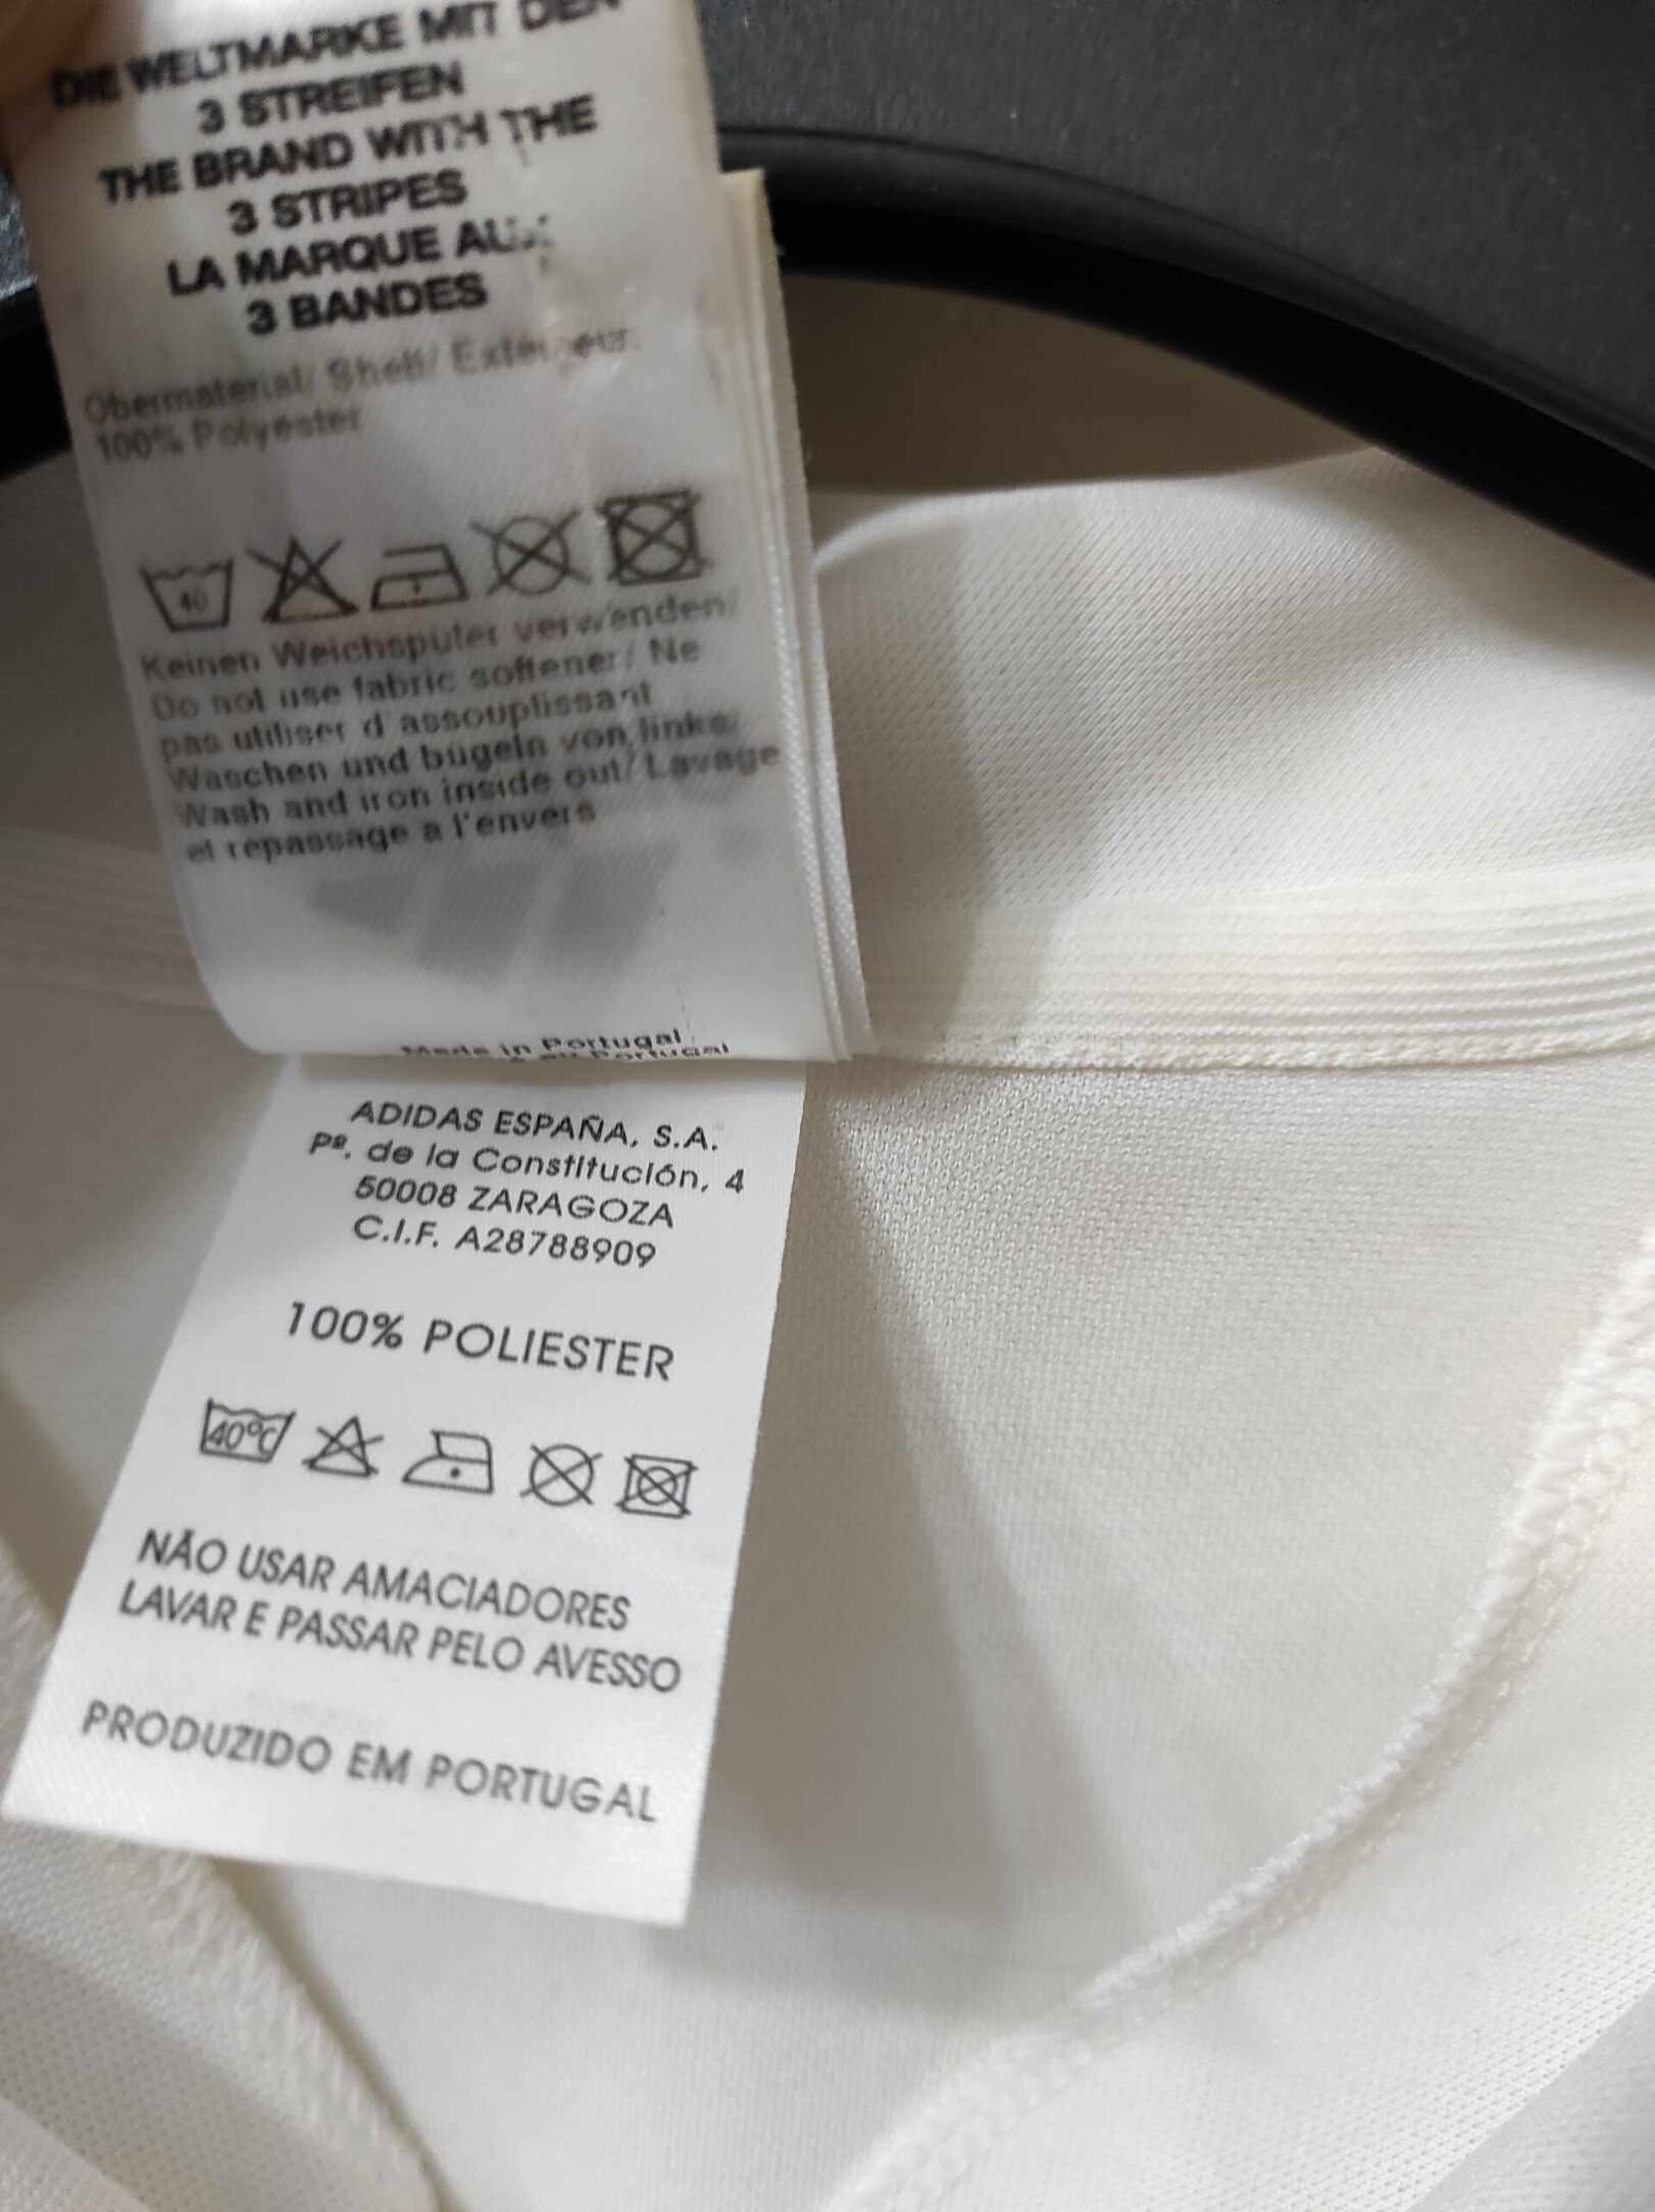 DIE WELTMARKE MIT DEN
3 STREIFEN
THE BRAND WITH THE
3 STRIPES
LA MARQUE AUX
3 BANDES
Obermaterial/ Shell/ Exterieur:
100% Polyester
40
Keinen Weichspüler verwenden/
Do not use fabric softener/ Ne
pas utiliser d assouplissant
Waschen und bügeln von links/
Wash and iron inside out/ Lavage
et repassage a l'envers
Made in Portugal
Portugal
ADIDAS ESPAÑA, S.A.
Pº. de la Constitución, 4
50008 ZARAGOZA
C.I.F. A28788909
100% POLIESTER
40ºC
NÃO USAR AMACIADORES
LAVAR E PASSAR PELO AVESSO
PRODUZIDO EM PORTUGAL